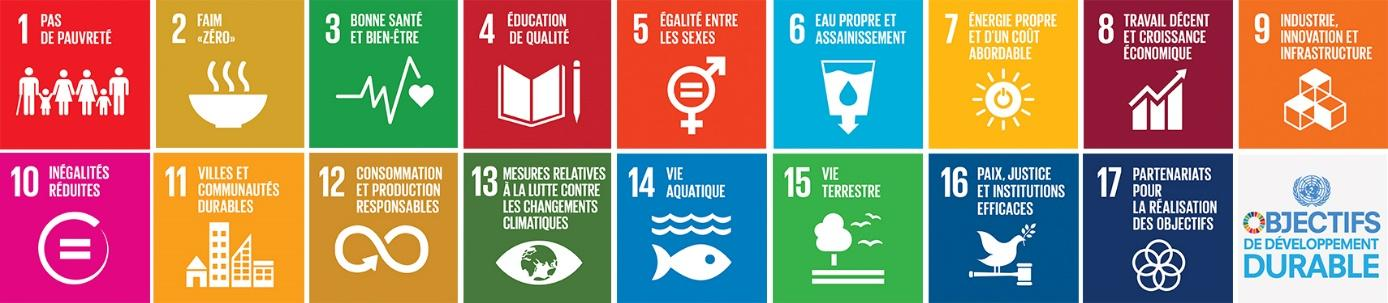 1 PAS
DE PAUVRETÉ
2 FAIM
«ZÉRO»
3 BONNE SANTÉ
ET BIEN-ÊTRE
4 ÉDUCATION
DE QUALITÉ
5 ÉGALITÉ ENTRE
LES SEXES
6 EAU PROPRE ET
ASSAINISSEMENT
7 ÉNERGIE PROPRE
ET D'UN COÛT
ABORDABLE
8 TRAVAIL DÉCENT
ET CROISSANCE
ÉCONOMIQUE
9 INDUSTRIE,
INNOVATION ET
INFRASTRUCTURE
10 INÉGALITÉS
RÉDUITES
11 VILLES ET
COMMUNAUTÉS
DURABLES
12 CONSOMMATION
ET PRODUCTION
RESPONSABLES
13 MESURES RELATIVES
À LA LUTTE CONTRE
LES CHANGEMENTS
CLIMATIQUES
14 VIE
AQUATIQUE
15 VIE
TERRESTRE
16 PAIX, JUSTICE
ET INSTITUTIONS
EFFICACES
17 PARTENARIATS
POUR
LA RÉALISATION
DES OBJECTIFS
OBJECTIFS
DE DÉVELOPPEMENT
DURABLE